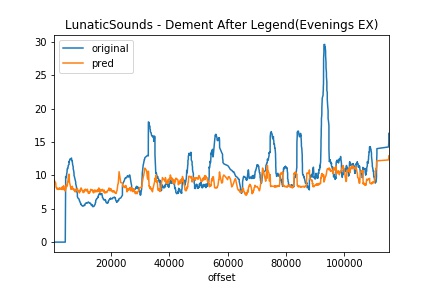 LunaticSounds - Dement After Legend(Evenings EX)
original
pred
30
25
20
15
10
5
0
20000 40000 60000 80000 100000
offset